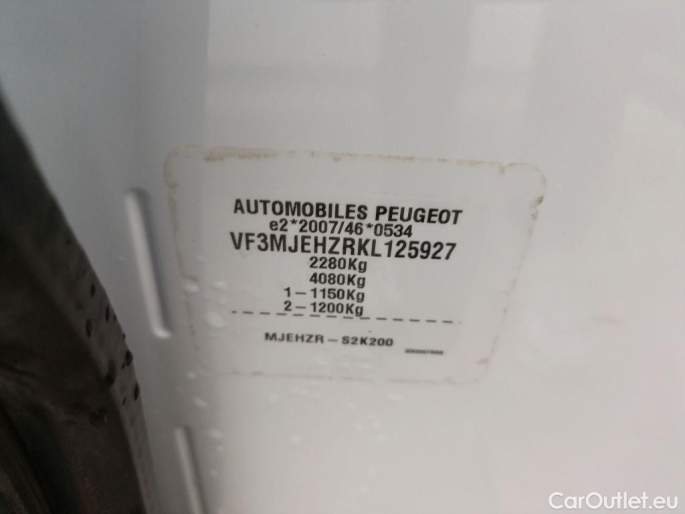 AUTOMOBILES PEUGEOT
e2*2007/46*0534
VF3MJEHZRKL125927
2280Kg
4080Kg
1-1150Kg
2-1200Kg
MJEHZR-S2K200
CarOutlet.eu